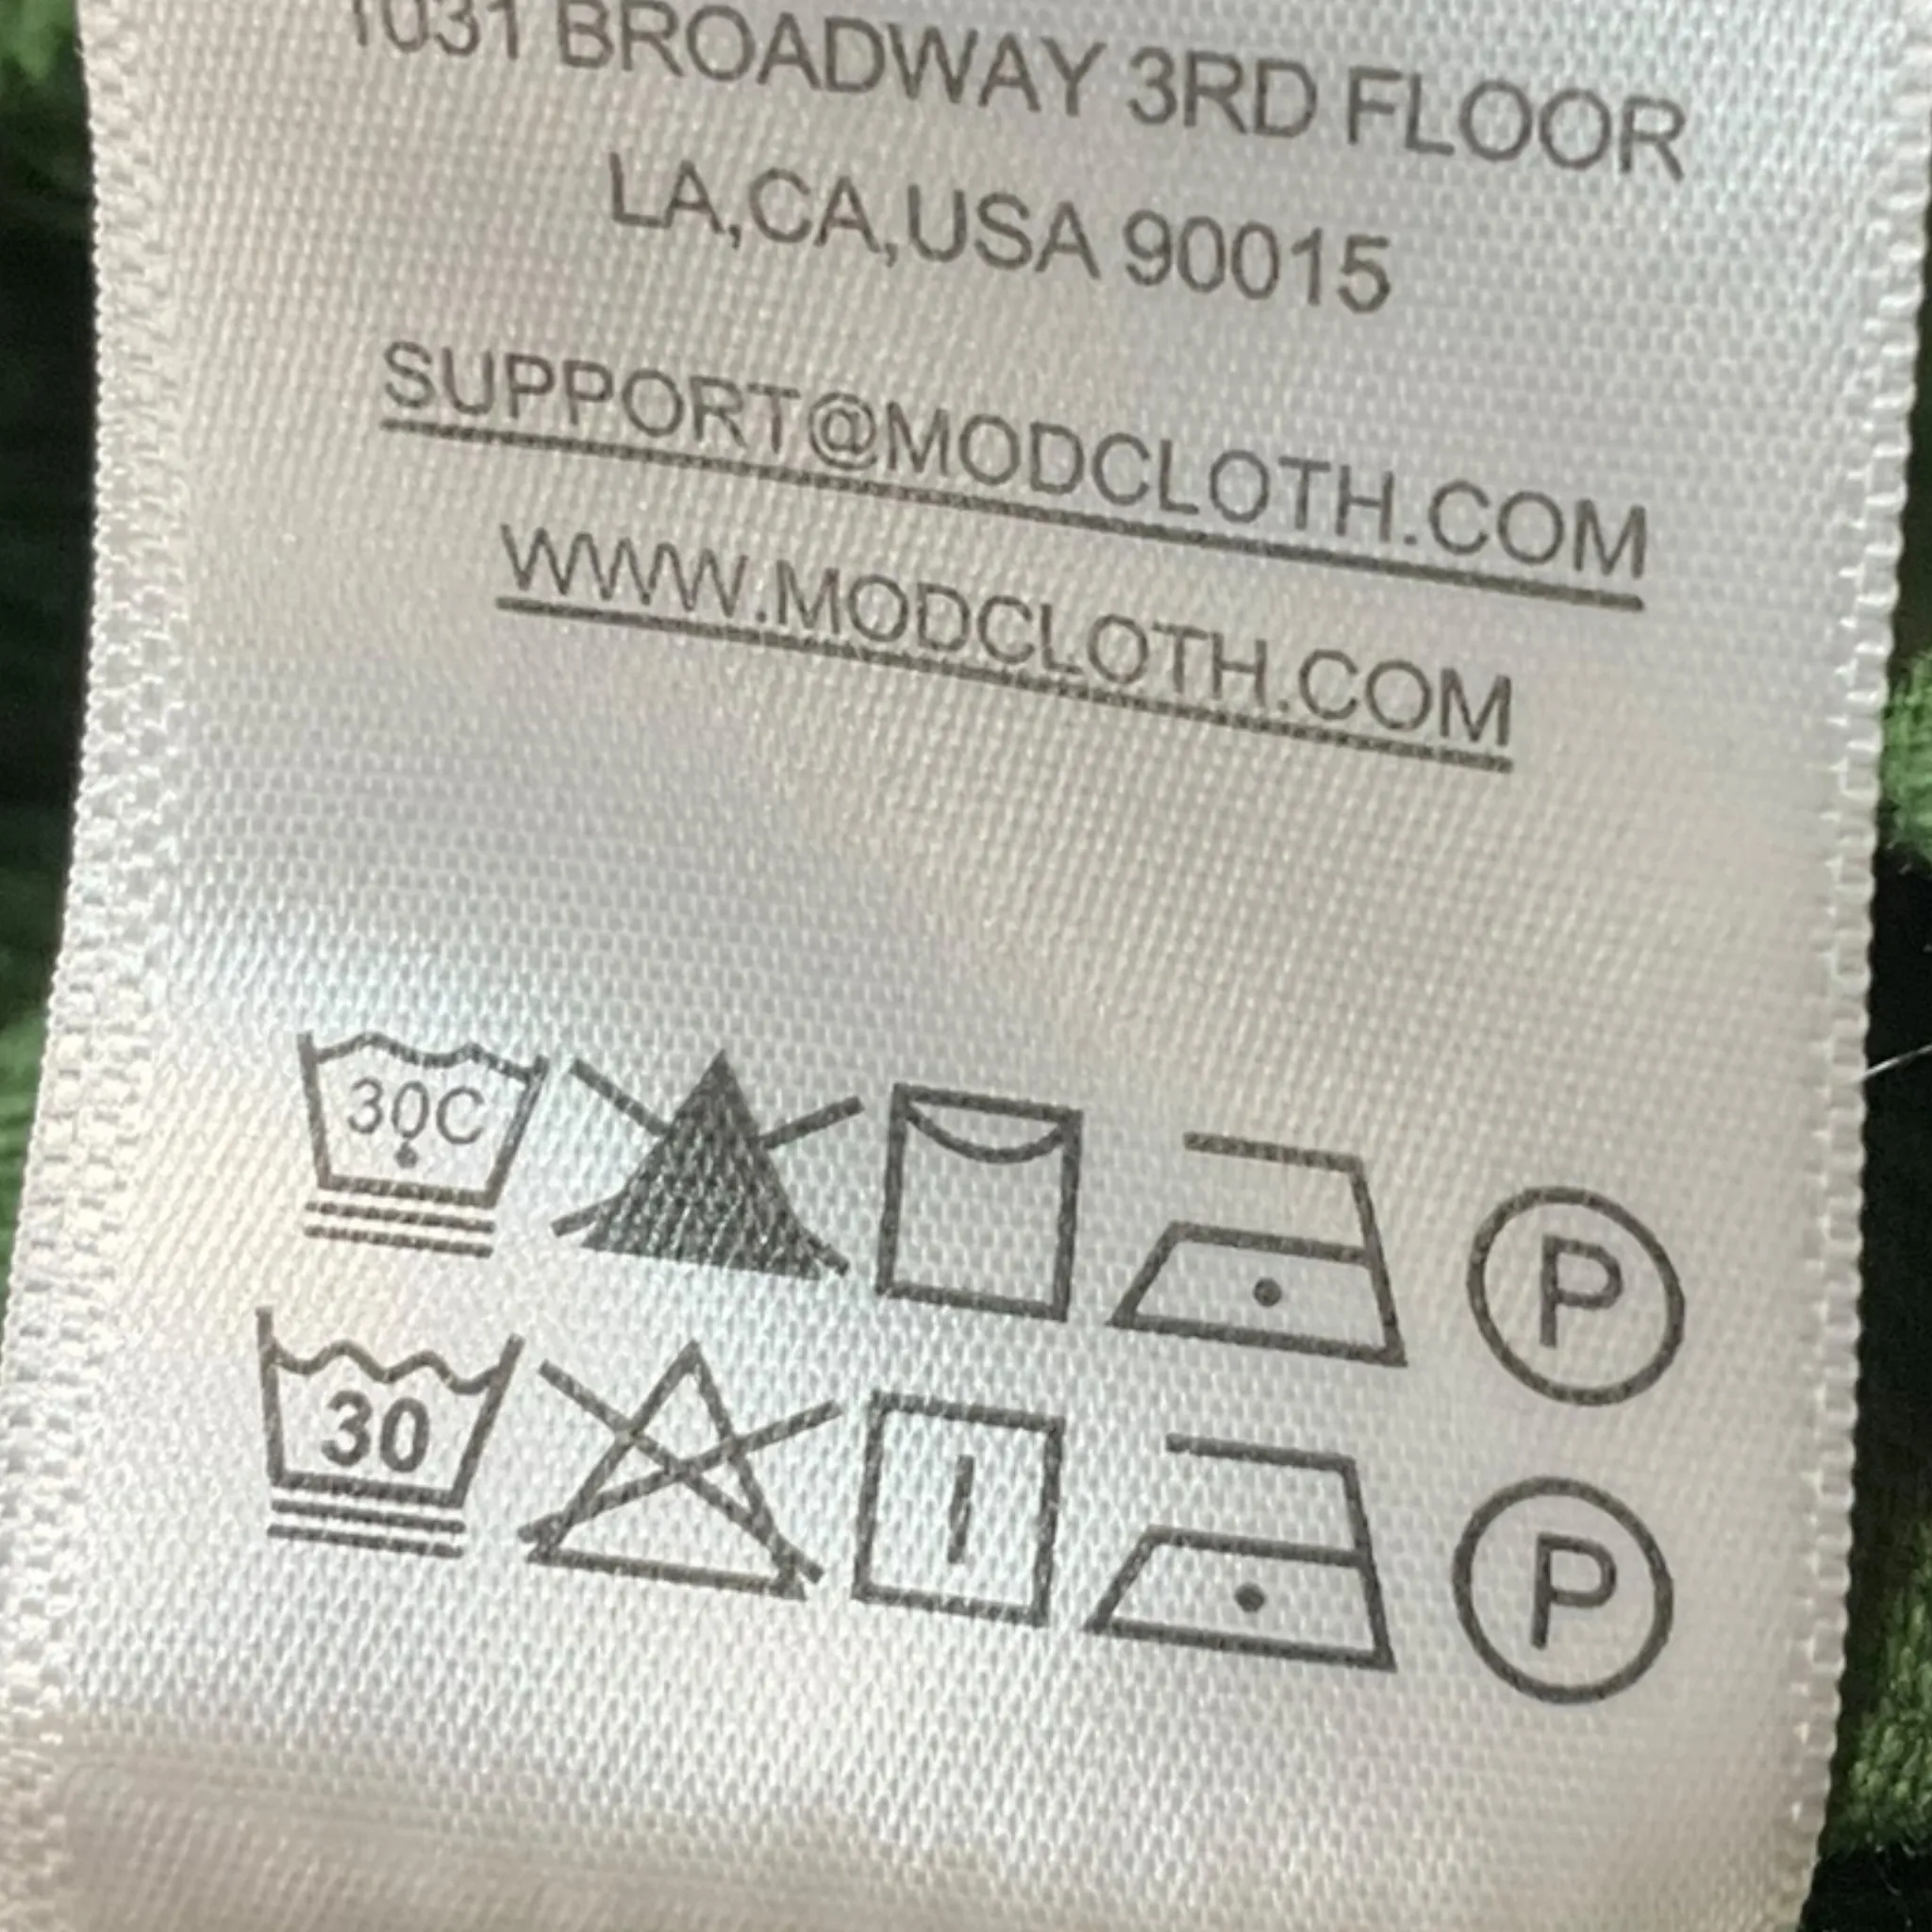 1031 BROADWAY 3RD FLOOR
LA,CA,USA 90015
SUPPORT@MODCLOTH.COM
WWW.MODCLOTH.COM
30C P
30 P